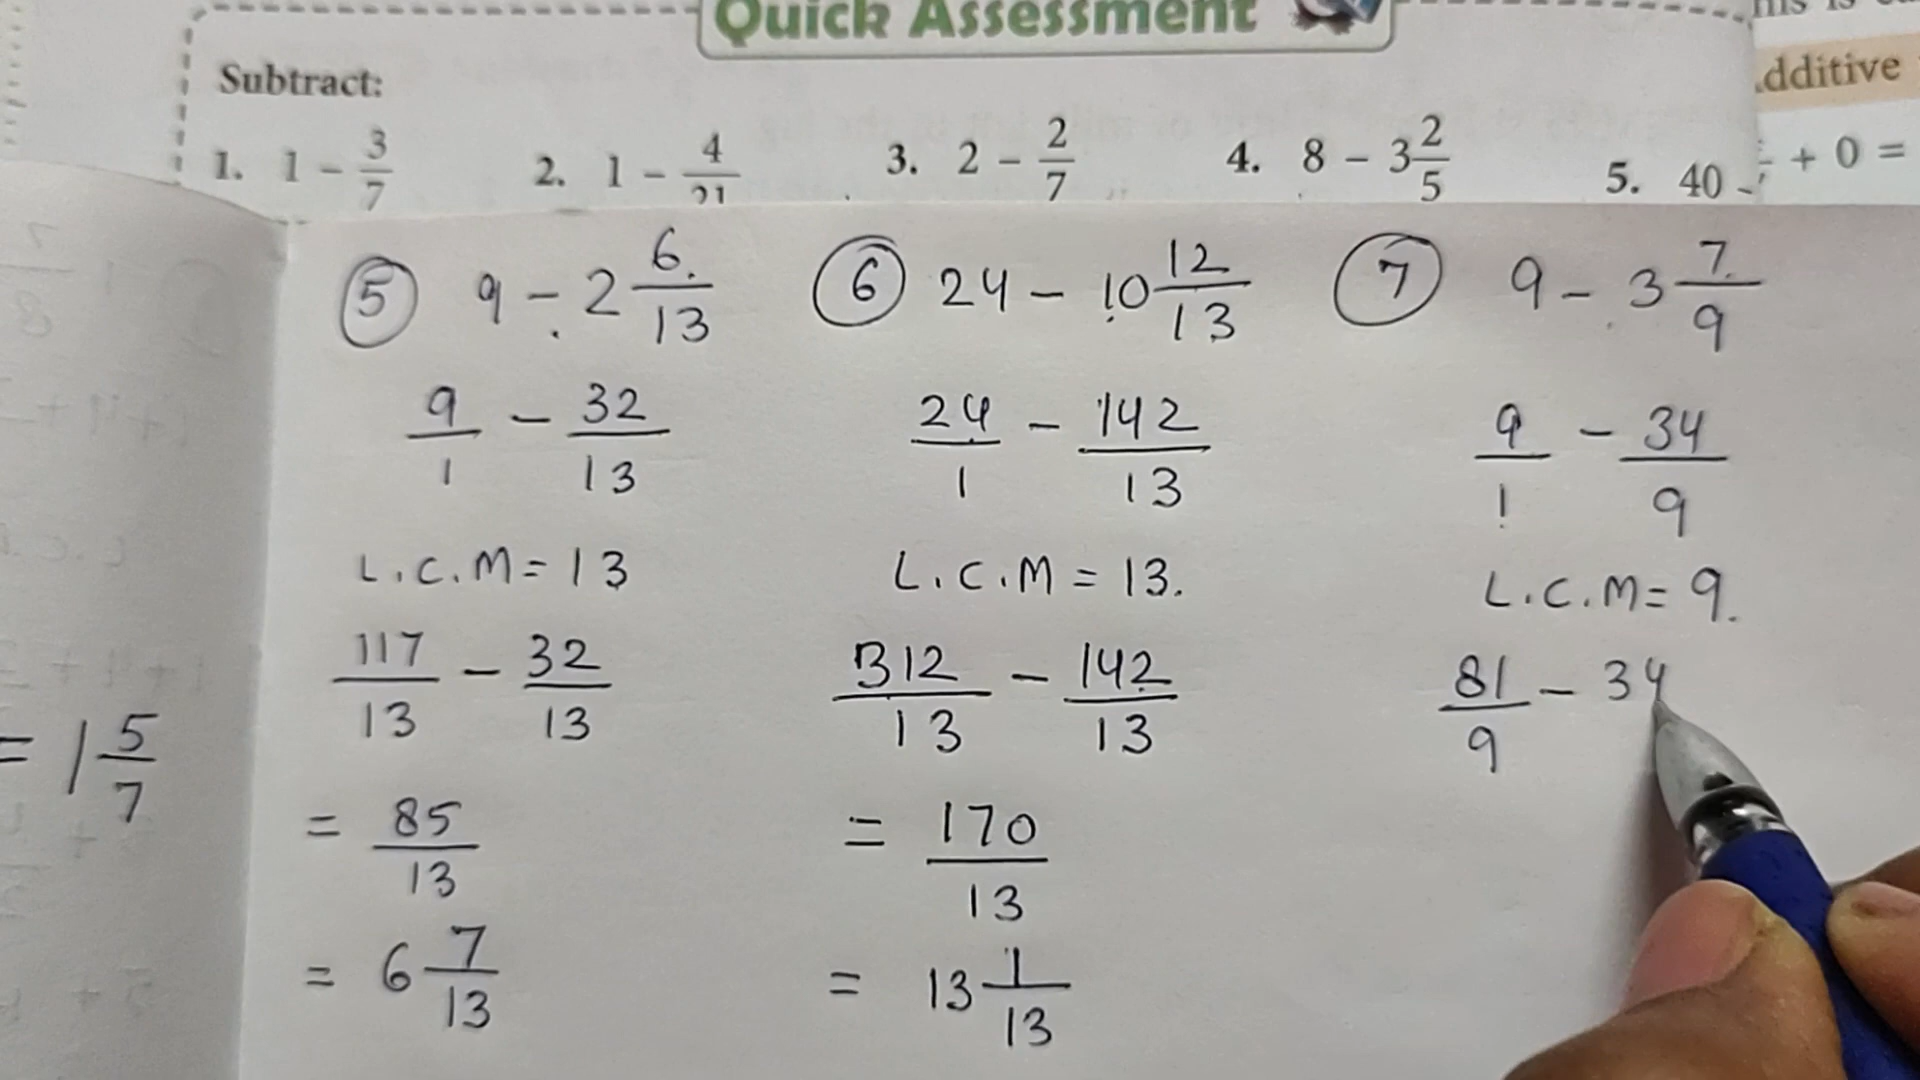 Quick Assessment
Subtract:
1. 1 - 3/7 2. 1 - 4/21 3. 2 - 2/7 4. 8 - 3 2/5 5. 40 -
dditive
+ 0 =
= 1 5/7
5 9 - 2 6/13
9/1 - 32/13
L.C.M = 13
117/13 - 32/13
= 85/13
= 6 7/13
6 24 - 10 12/13
24/1 - 142/13
L.C.M = 13.
312/13 - 142/13
= 170/13
= 13 1/13
7 9 - 3 7/9
9/1 - 34/9
L.C.M = 9.
81/9 - 34